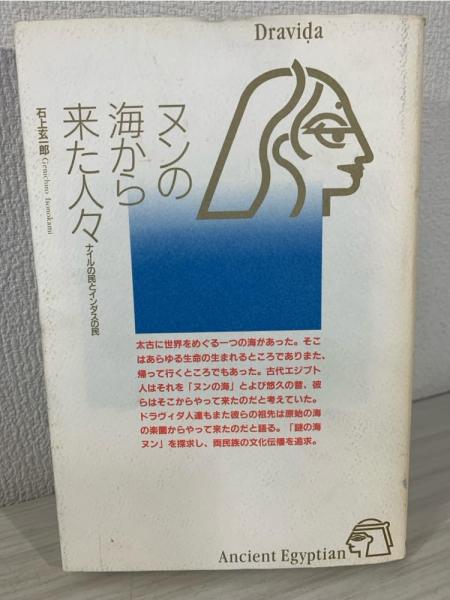 Dravida
ヌンの
海から
来た人々
ナイルの民とインダスの民
石上玄一郎 Genichiro Isonokami
太古に世界をめぐる一つの海があった。そこ
はあらゆる生命の生まれるところでありまた、
帰って行くところでもあった。古代エジプト
人はそれを「ヌンの海」とよび悠久の昔、彼
らはそこからやって来たのだと考えていた。
ドラヴィダ人達もまた彼らの祖先は原始の海
の楽園からやって来たのだと語る。「謎の海
ヌン」を探求し、両民族の文化伝播を追求。
Ancient Egyptian